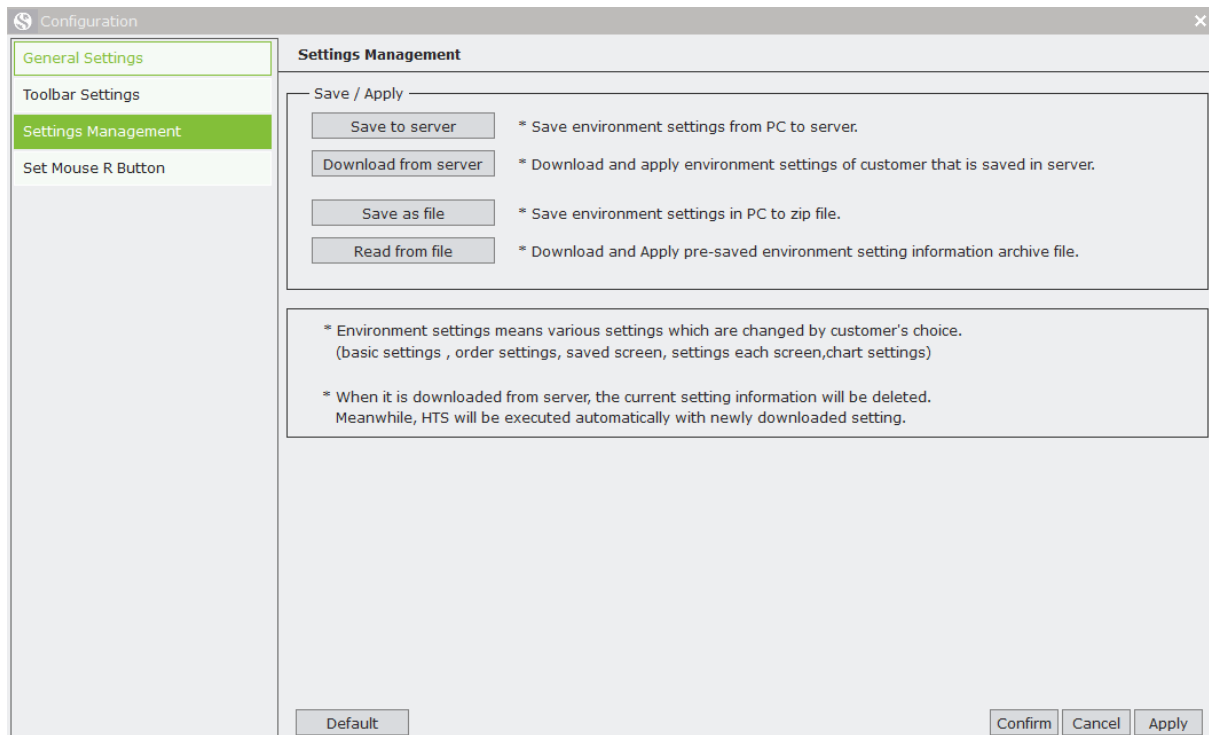 Configuration
General Settings
Toolbar Settings
Settings Management
Set Mouse R Button
Settings Management
Save / Apply
Save to server * Save environment settings from PC to server.
Download from server * Download and apply environment settings of customer that is saved in server.
Save as file * Save environment settings in PC to zip file.
Read from file * Download and Apply pre-saved environment setting information archive file.
* Environment settings means various settings which are changed by customer's choice.
(basic settings , order settings, saved screen, settings each screen,chart settings)
* When it is downloaded from server, the current setting information will be deleted.
Meanwhile, HTS will be executed automatically with newly downloaded setting.
Default Confirm Cancel Apply